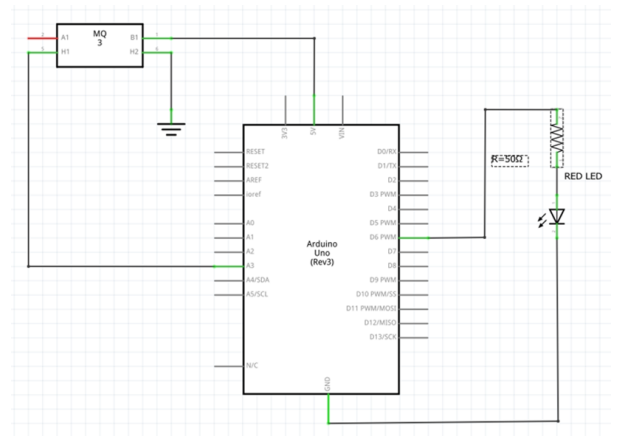 MQ
3
A1
B1
H1
H2
3V3
5V
VIN
RESET
RESET2
AREF
ioref
A0
A1
A2
A3
A4/SDA
A5/SCL
N/C
Arduino
Uno
(Rev3)
D0/RX
D1/TX
D2
D3 PWM
D4
D5 PWM
D6 PWM
D7
D8
D9 PWM
D10 PWM/SS
D11 PWM/MOSI
D12/MISO
D13/SCK
GND
R=50Ω
RED LED